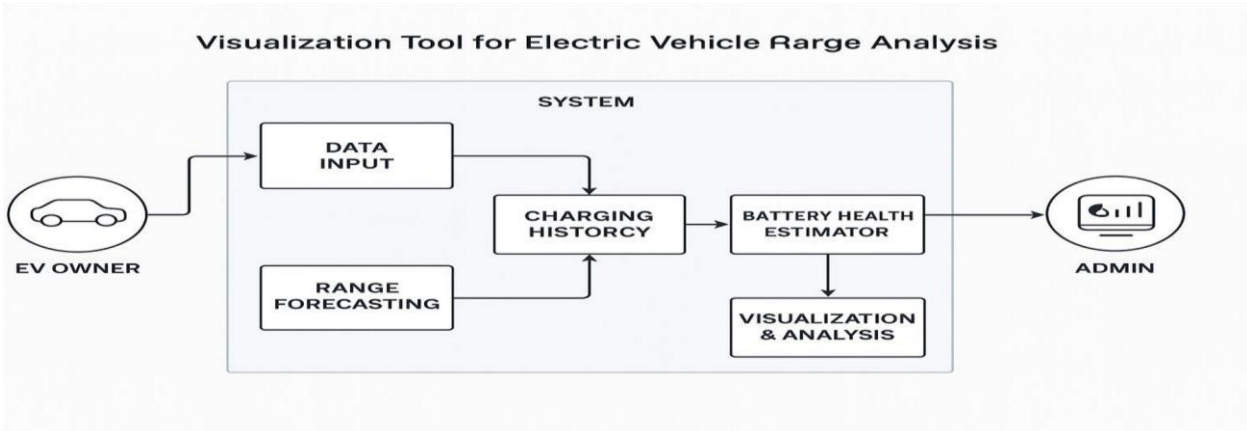 Visualization Tool for Electric Vehicle Rarge Analysis
SYSTEM
DATA
INPUT
CHARGING
HISTORCY
BATTERY HEALTH
ESTIMATOR
EV OWNER
ADMIN
RANGE
FORECASTING
VISUALIZATION
& ANALYSIS